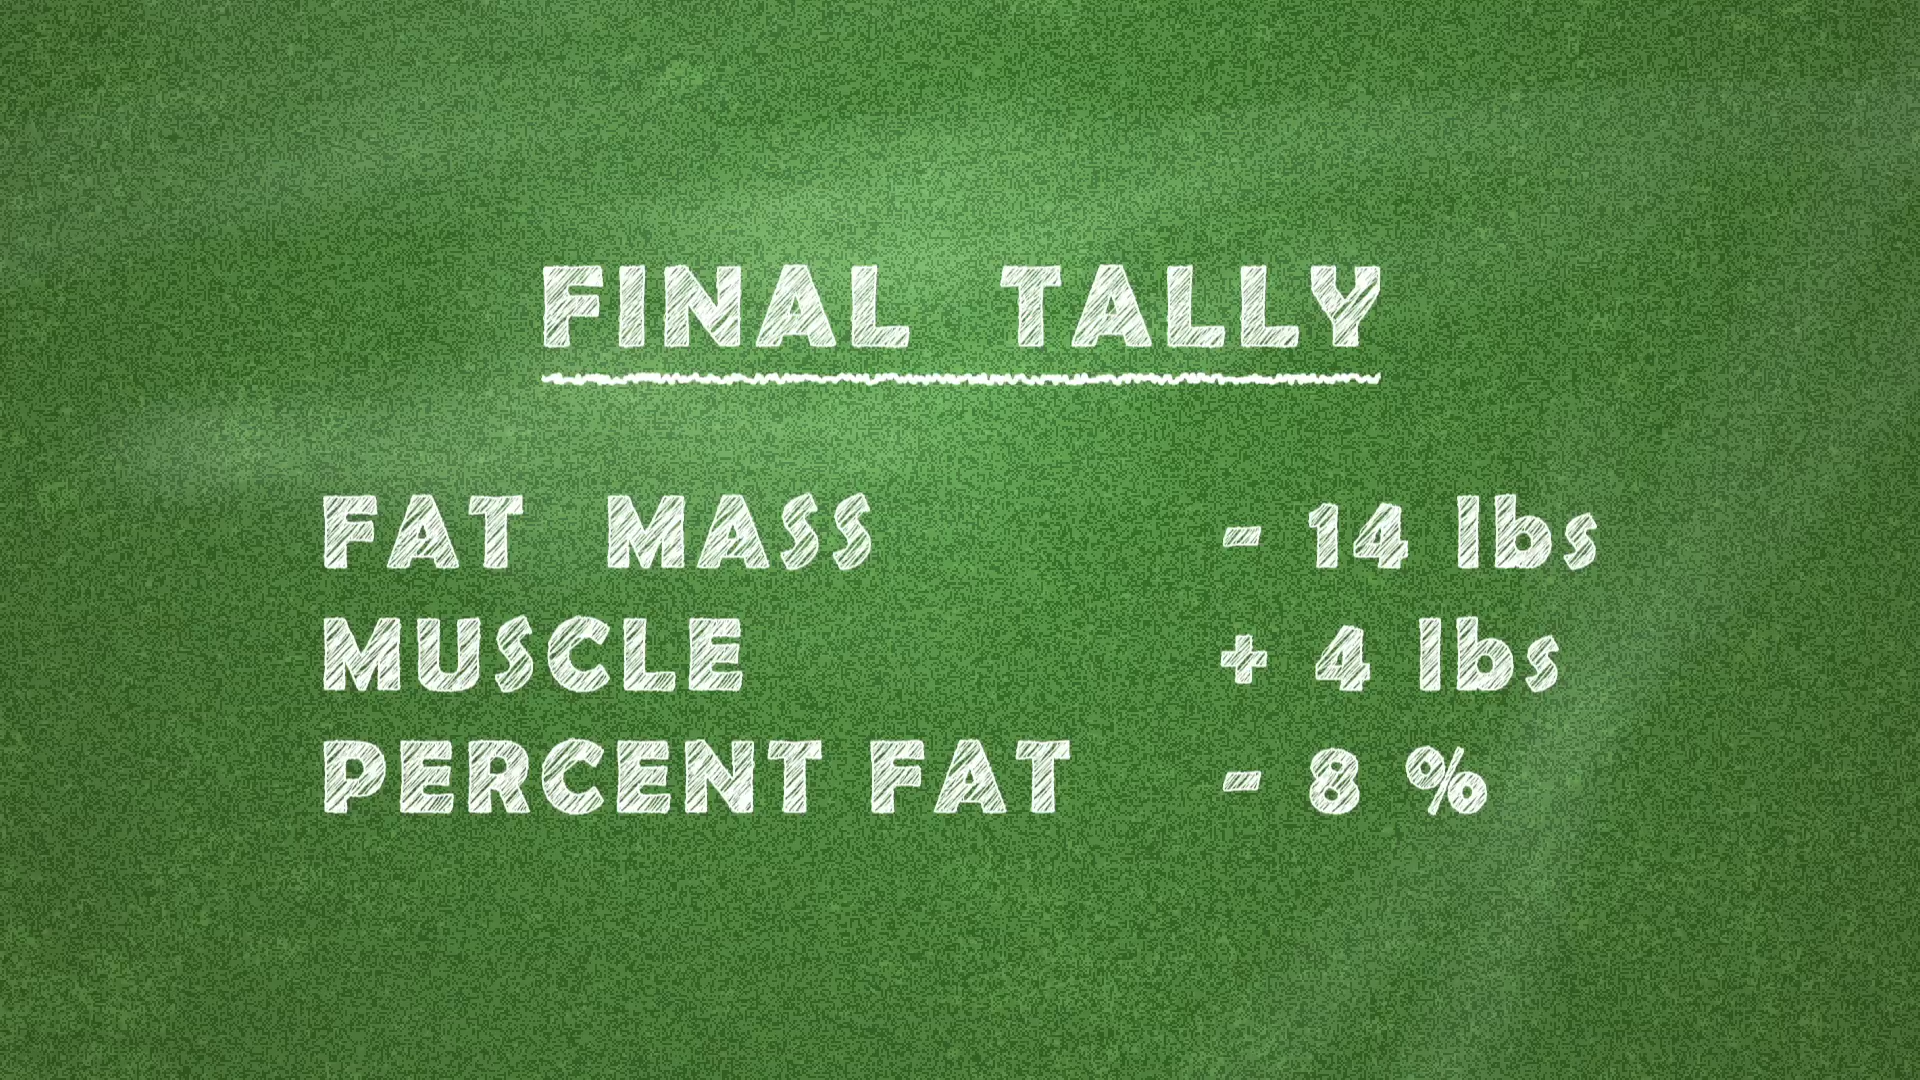 FINAL TALLY
FAT MASS - 14 lbs
MUSCLE + 4 lbs
PERCENT FAT - 8 %